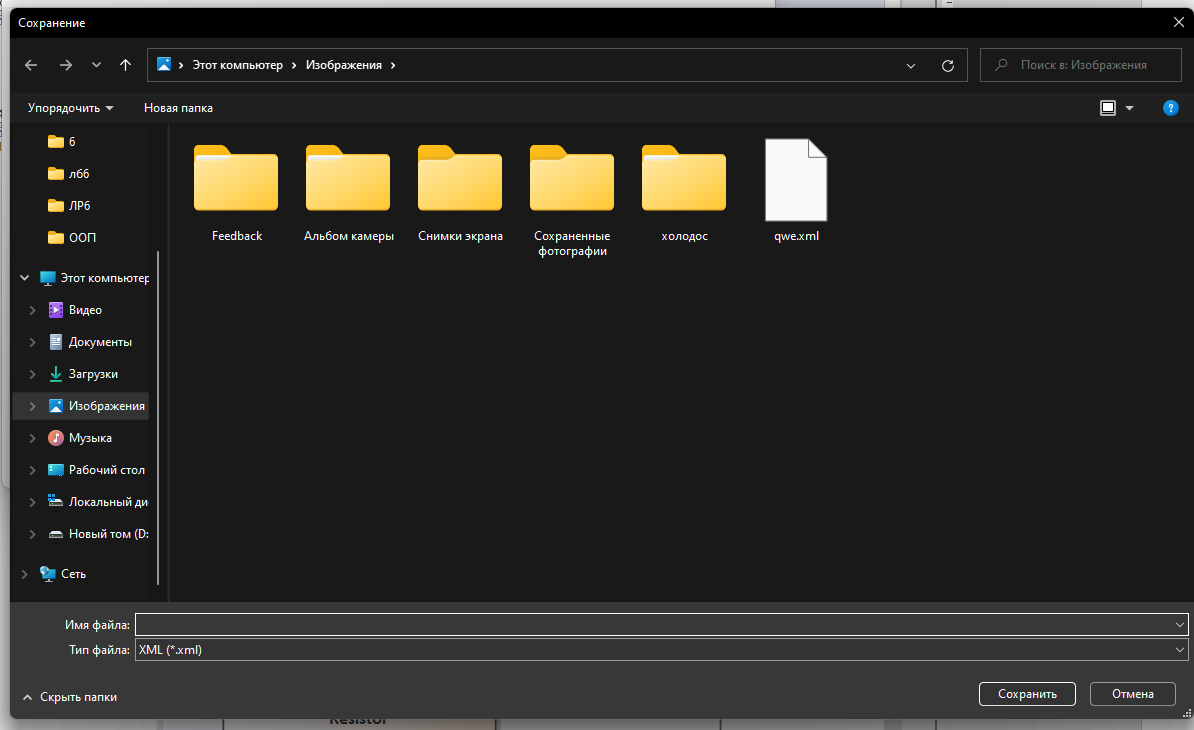 Сохранение
Этот компьютер
Изображения
Поиск в: Изображения
Упорядочить
Новая папка
6
л66
ЛР6
ООП
Этот компьютер
Видео
Документы
Загрузки
Изображения
Музыка
Рабочий стол
Локальный ди
Новый том (D:
Сеть
Feedback
Альбом камеры
Снимки экрана
Сохраненные
фотографии
холодос
qwe.xml
Имя файла:
Тип файла:
XML (*.xml)
Скрыть папки
Сохранить
Отмена
Resistor